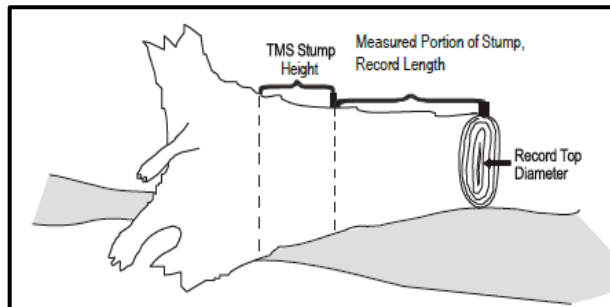 TMS Stump
Height
Measured Portion of Stump,
Record Length
Record Top
Diameter